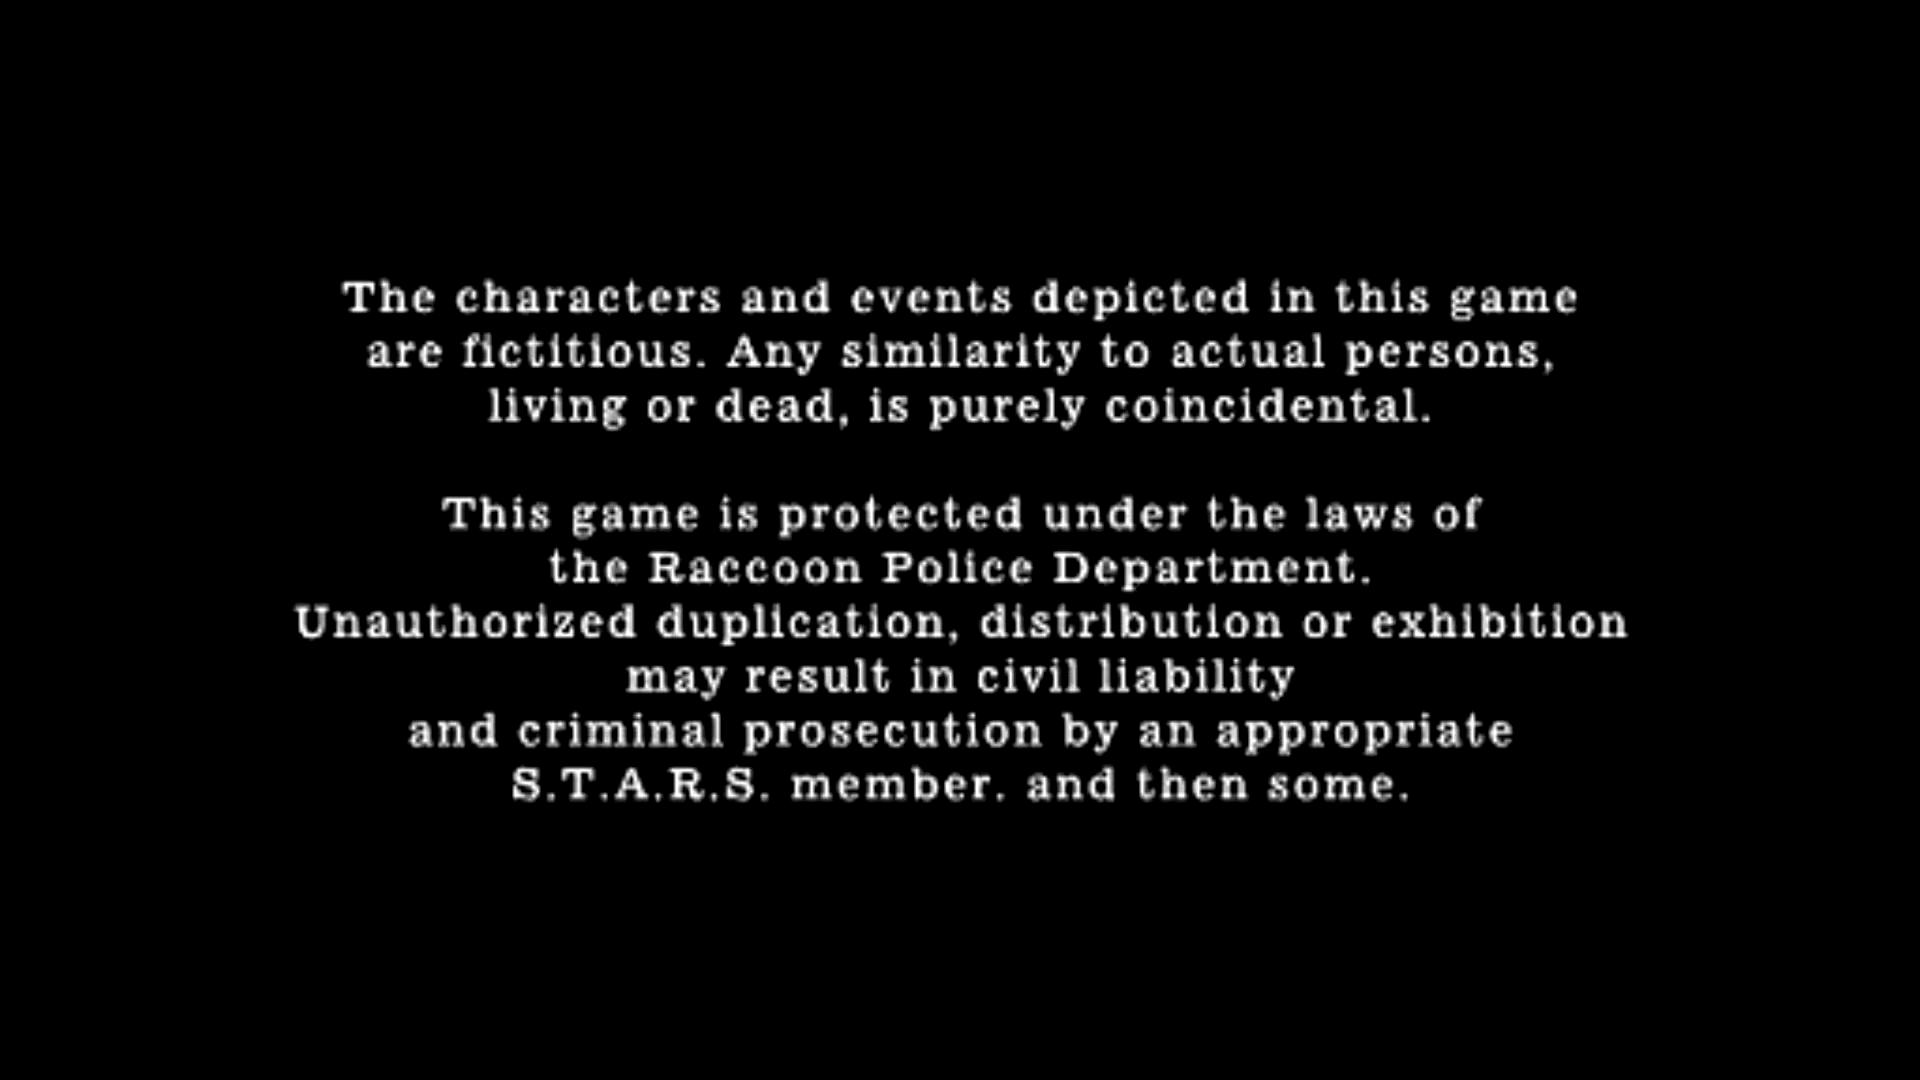 The characters and events depicted in this game
are fictitious. Any similarity to actual persons,
living or dead, is purely coincidental.
This game is protected under the laws of
the Raccoon Police Department.
Unauthorized duplication, distribution or exhibition
may result in civil liability
and criminal prosecution by an appropriate
S.T.A.R.S. member. and then some.